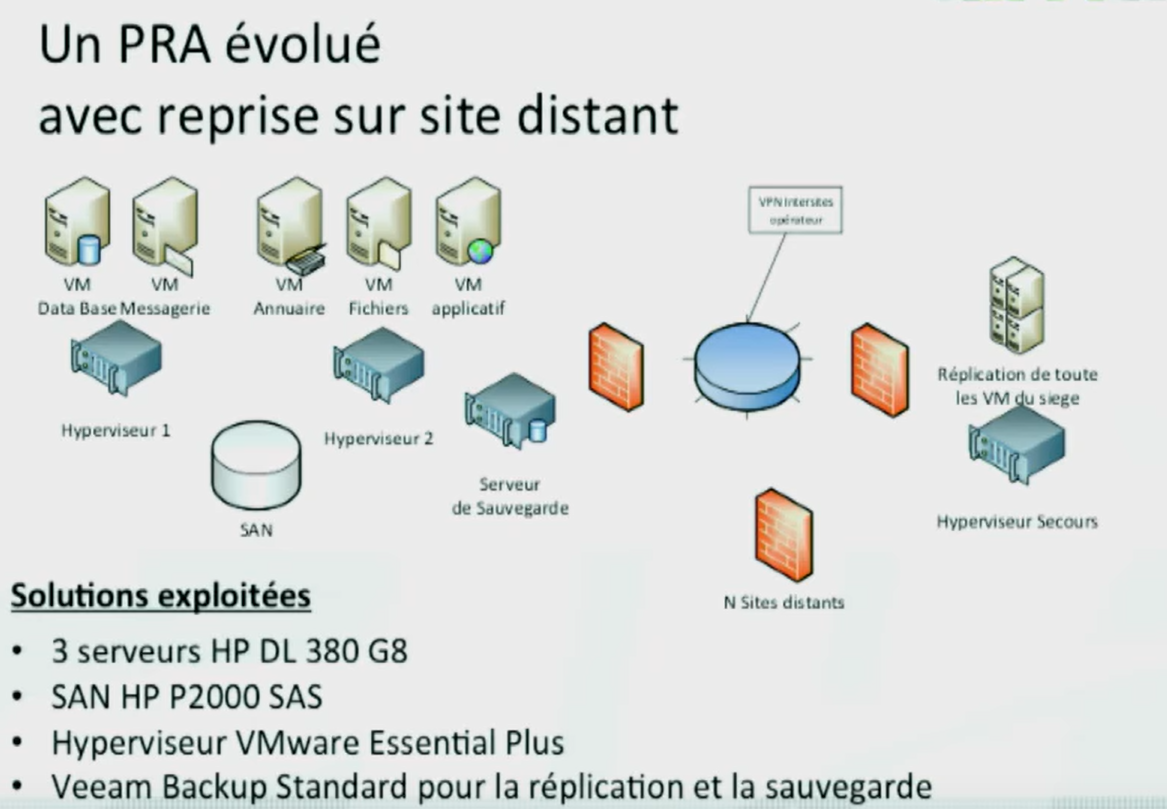 Un PRA évolué
avec reprise sur site distant
VPN Intersites
opérateur
VM
Data Base
VM
Messagerie
VM
Annuaire
VM
Fichiers
VM
applicatif
Réplication de toute
les VM du siege
Hyperviseur 1
Hyperviseur 2
Serveur
de Sauvegarde
SAN
Hyperviseur Secours
N Sites distants
Solutions exploitées
• 3 serveurs HP DL 380 G8
• SAN HP P2000 SAS
• Hyperviseur VMware Essential Plus
• Veeam Backup Standard pour la réplication et la sauvegarde